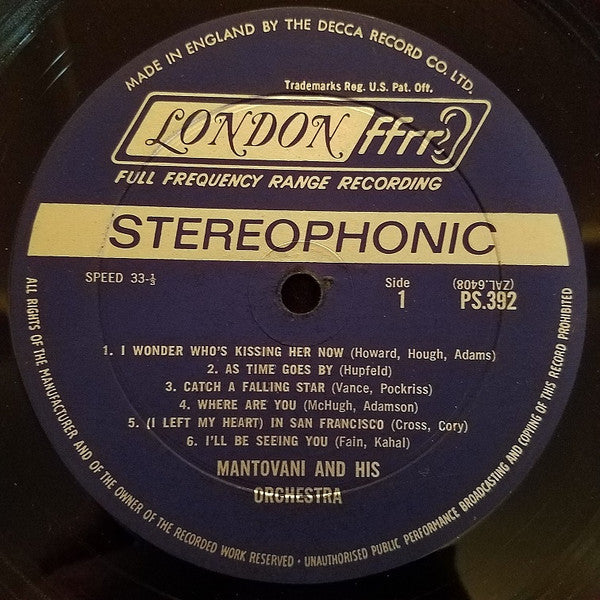 MADE IN ENGLAND BY THE DECCA RECORD CO. LTD.
Trademarks Reg. U.S. Pat. Off.
LONDON ffrr
FULL FREQUENCY RANGE RECORDING
STEREOPHONIC
SPEED 33-⅓
Side
1
(ZAL.6408)
PS.392
1. I WONDER WHO'S KISSING HER NOW (Howard, Hough, Adams)
2. AS TIME GOES BY (Hupfeld)
3. CATCH A FALLING STAR (Vance, Pockriss)
4. WHERE ARE YOU (McHugh, Adamson)
5. (I LEFT MY HEART) IN SAN FRANCISCO (Cross, Cory)
6. I'LL BE SEEING YOU (Fain, Kahal)
MANTOVANI AND HIS
ORCHESTRA
ALL RIGHTS OF THE MANUFACTURER AND OF THE OWNER OF THE RECORDED WORK RESERVED · UNAUTHORISED PUBLIC PERFORMANCE BROADCASTING AND COPYING OF THIS RECORD PROHIBITED